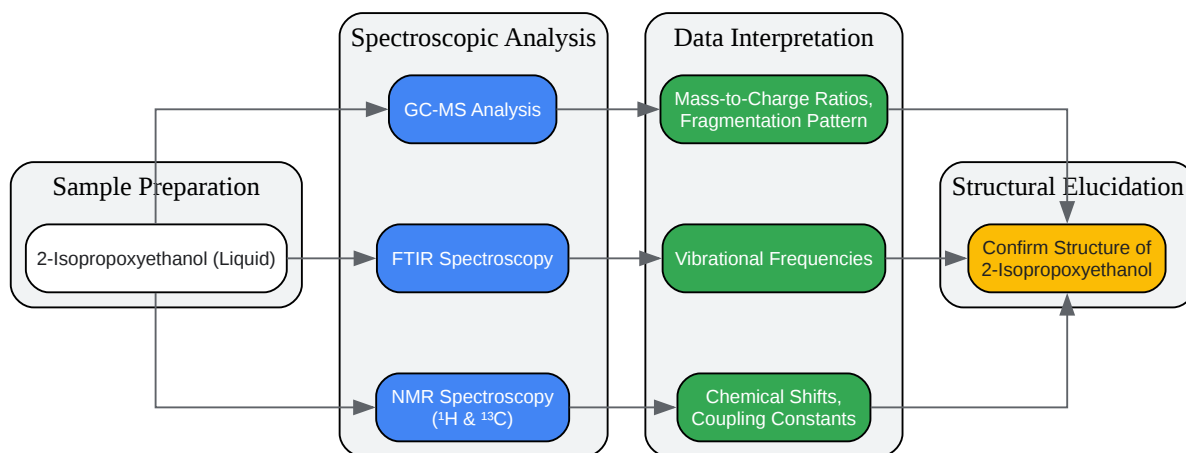 Sample Preparation
2-Isopropoxyethanol (Liquid)
Spectroscopic Analysis
GC-MS Analysis
FTIR Spectroscopy
NMR Spectroscopy
(¹H & ¹³C)
Data Interpretation
Mass-to-Charge Ratios,
Fragmentation Pattern
Vibrational Frequencies
Chemical Shifts,
Coupling Constants
Structural Elucidation
Confirm Structure of
2-Isopropoxyethanol